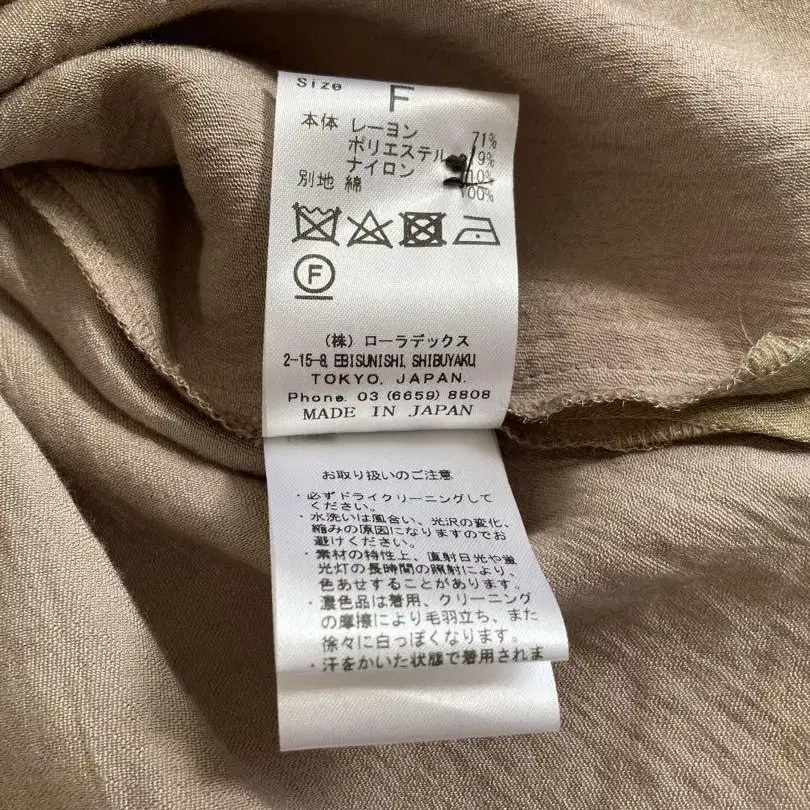 Size F
本体 レーヨン 71%
ポリエステル 19%
ナイロン 10%
別地 綿 100%
F
(株) ローラデックス
2-15-8, EBISUNISHI, SHIBUYAKU
TOKYO, JAPAN.
Phone. 03 (6659) 8808
MADE IN JAPAN
お取り扱いのご注意
・必ずドライクリーニングして
ください。
・水洗いは風合い、光沢の変化、
縮みの原因になりますのでお
避けください。
・素材の特性上、直射日光や蛍
光灯の長時間の照射により、
色あせすることがあります。
・濃色品は着用、クリーニング
の摩擦により毛羽立ち、また
徐々に白っぽくなります。
・汗をかいた状態で着用されま